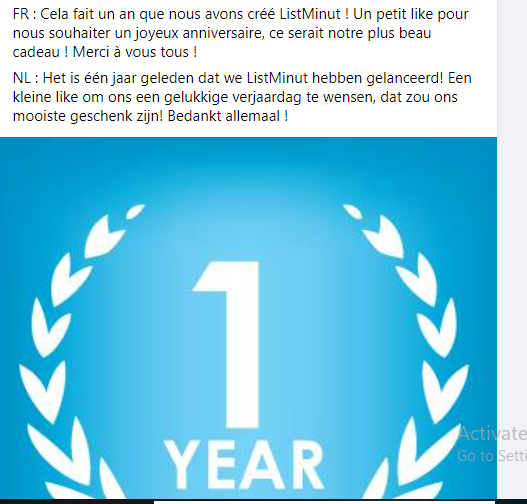 FR : Cela fait un an que nous avons créé ListMinut ! Un petit like pour
nous souhaiter un joyeux anniversaire, ce serait notre plus beau
cadeau ! Merci à vous tous !
NL : Het is één jaar geleden dat we ListMinut hebben gelanceerd! Een
kleine like om ons een gelukkige verjaardag te wensen, dat zou ons
mooiste geschenk zijn! Bedankt allemaal !
1
YEAR
Activate
Go to Setti